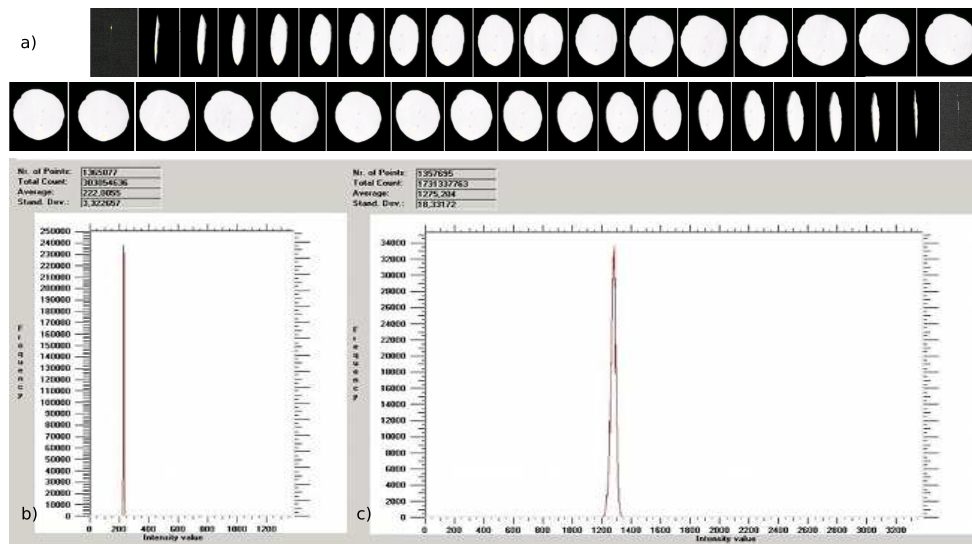 a)
Nr. of Points: 1365077
Total Count: 303054636
Average: 222,0055
Stand. Dev.: 3,322657
Nr. of Points: 1357695
Total Count: 1731337763
Average: 1275,204
Stand. Dev.: 18,33172
250000
240000
230000
220000
210000
200000
190000
180000
170000
160000
150000
140000
130000
120000
110000
100000
90000
80000
70000
60000
50000
40000
30000
20000
10000
0
Frequency
0 200 400 600 800 1000 1200
Intensity value
b)
34000
32000
30000
28000
26000
24000
22000
20000
18000
16000
14000
12000
10000
8000
6000
4000
2000
0
Frequency
0 200 400 600 800 1000 1200 1400 1600 1800 2000 2200 2400 2600 2800 3000 3200
Intensity value
c)